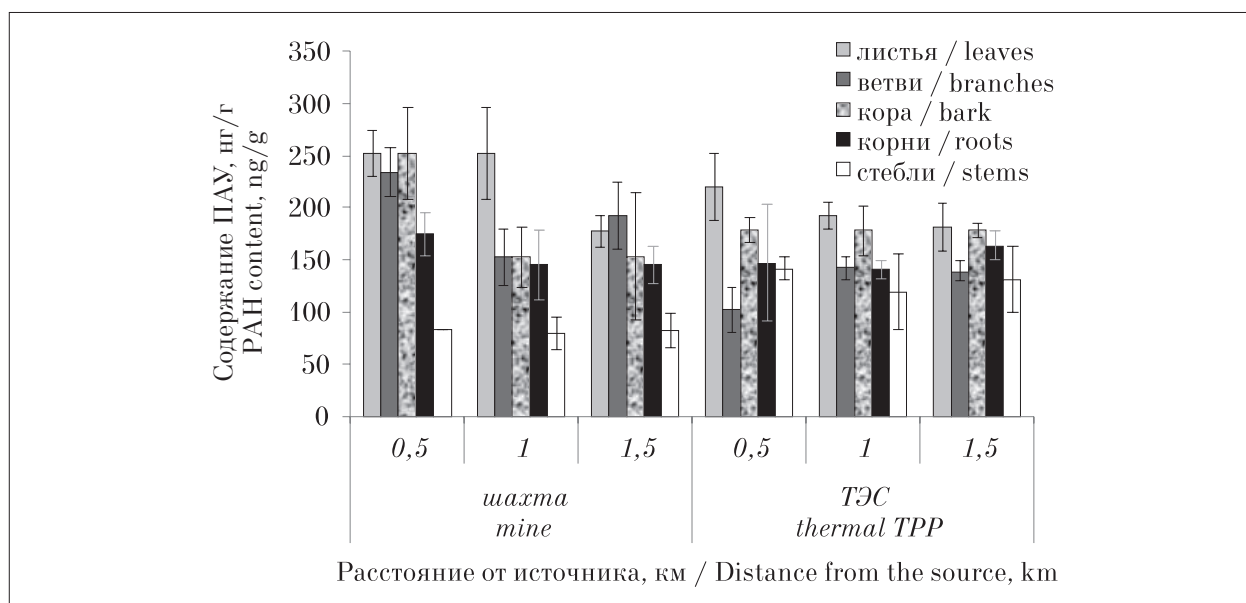 Содержание ПАУ, нг/г
PAH content, ng/g
350
300
250
200
150
100
50
0
листья / leaves
ветви / branches
кора / bark
корни / roots
стебли / stems
0,5
1
1,5
0,5
1
1,5
шахта
mine
ТЭС
thermal TPP
Расстояние от источника, км / Distance from the source, km